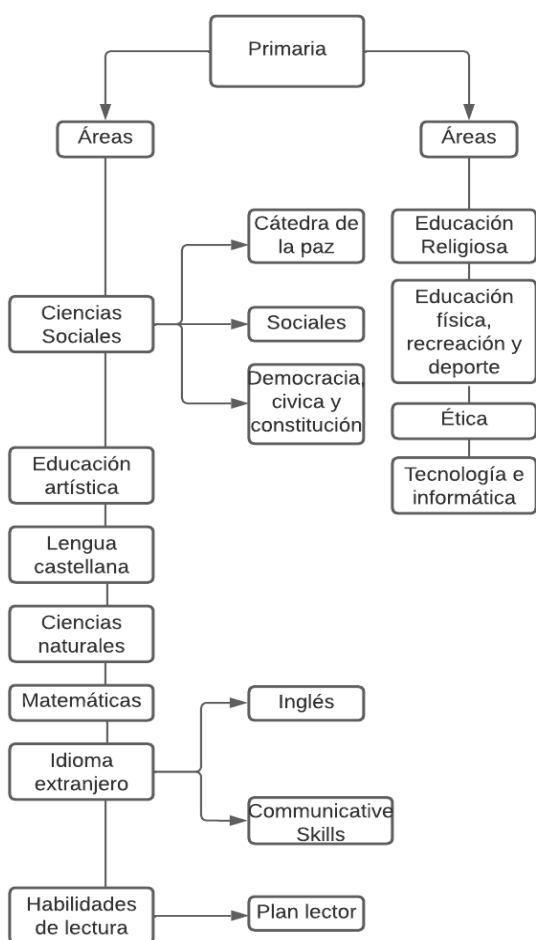 Primaria
Áreas
Áreas
Ciencias
Sociales
Cátedra de
la paz
Sociales
Democracia,
civica y
constitución
Educación
artística
Lengua
castellana
Ciencias
naturales
Matemáticas
Idioma
extranjero
Inglés
Communicative
Skills
Habilidades
de lectura
Plan lector
Educación
Religiosa
Educación
física,
recreación y
deporte
Ética
Tecnología e
informática